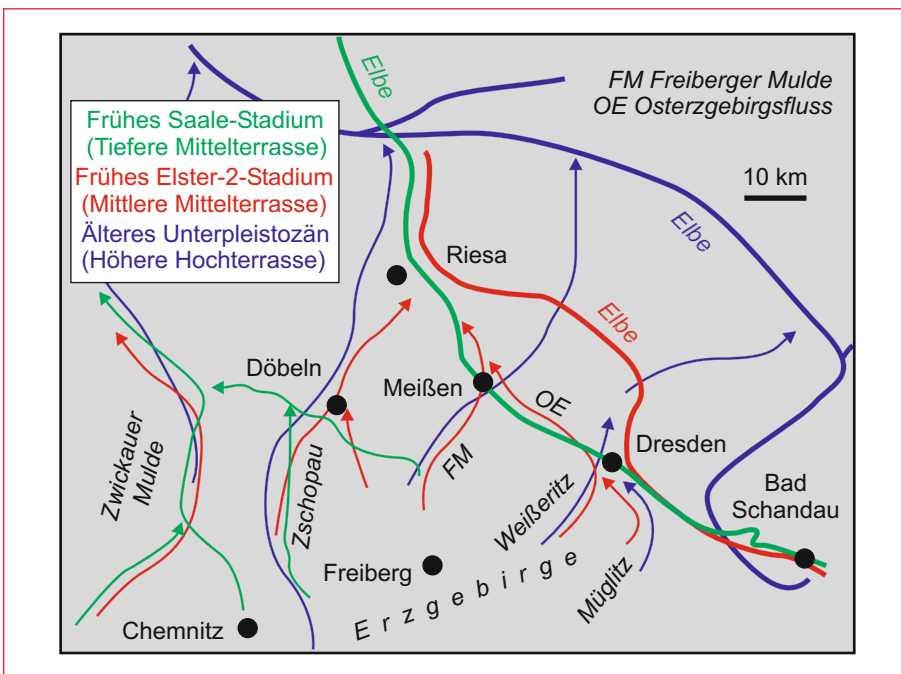 Elbe
FM Freiberger Mulde
OE Osterzgebirgsfluss
Frühes Saale-Stadium
(Tiefere Mittelterrasse)
Frühes Elster-2-Stadium
(Mittlere Mittelterrasse)
Älteres Unterpleistozän
(Höhere Hochterrasse)
10 km
Elbe
Riesa
Elbe
Döbeln
Meißen
OE
Dresden
Zwickauer
Mulde
Zschopau
FM
Weißeritz
Bad
Schandau
Freiberg
Erzgebirge
Müglitz
Chemnitz